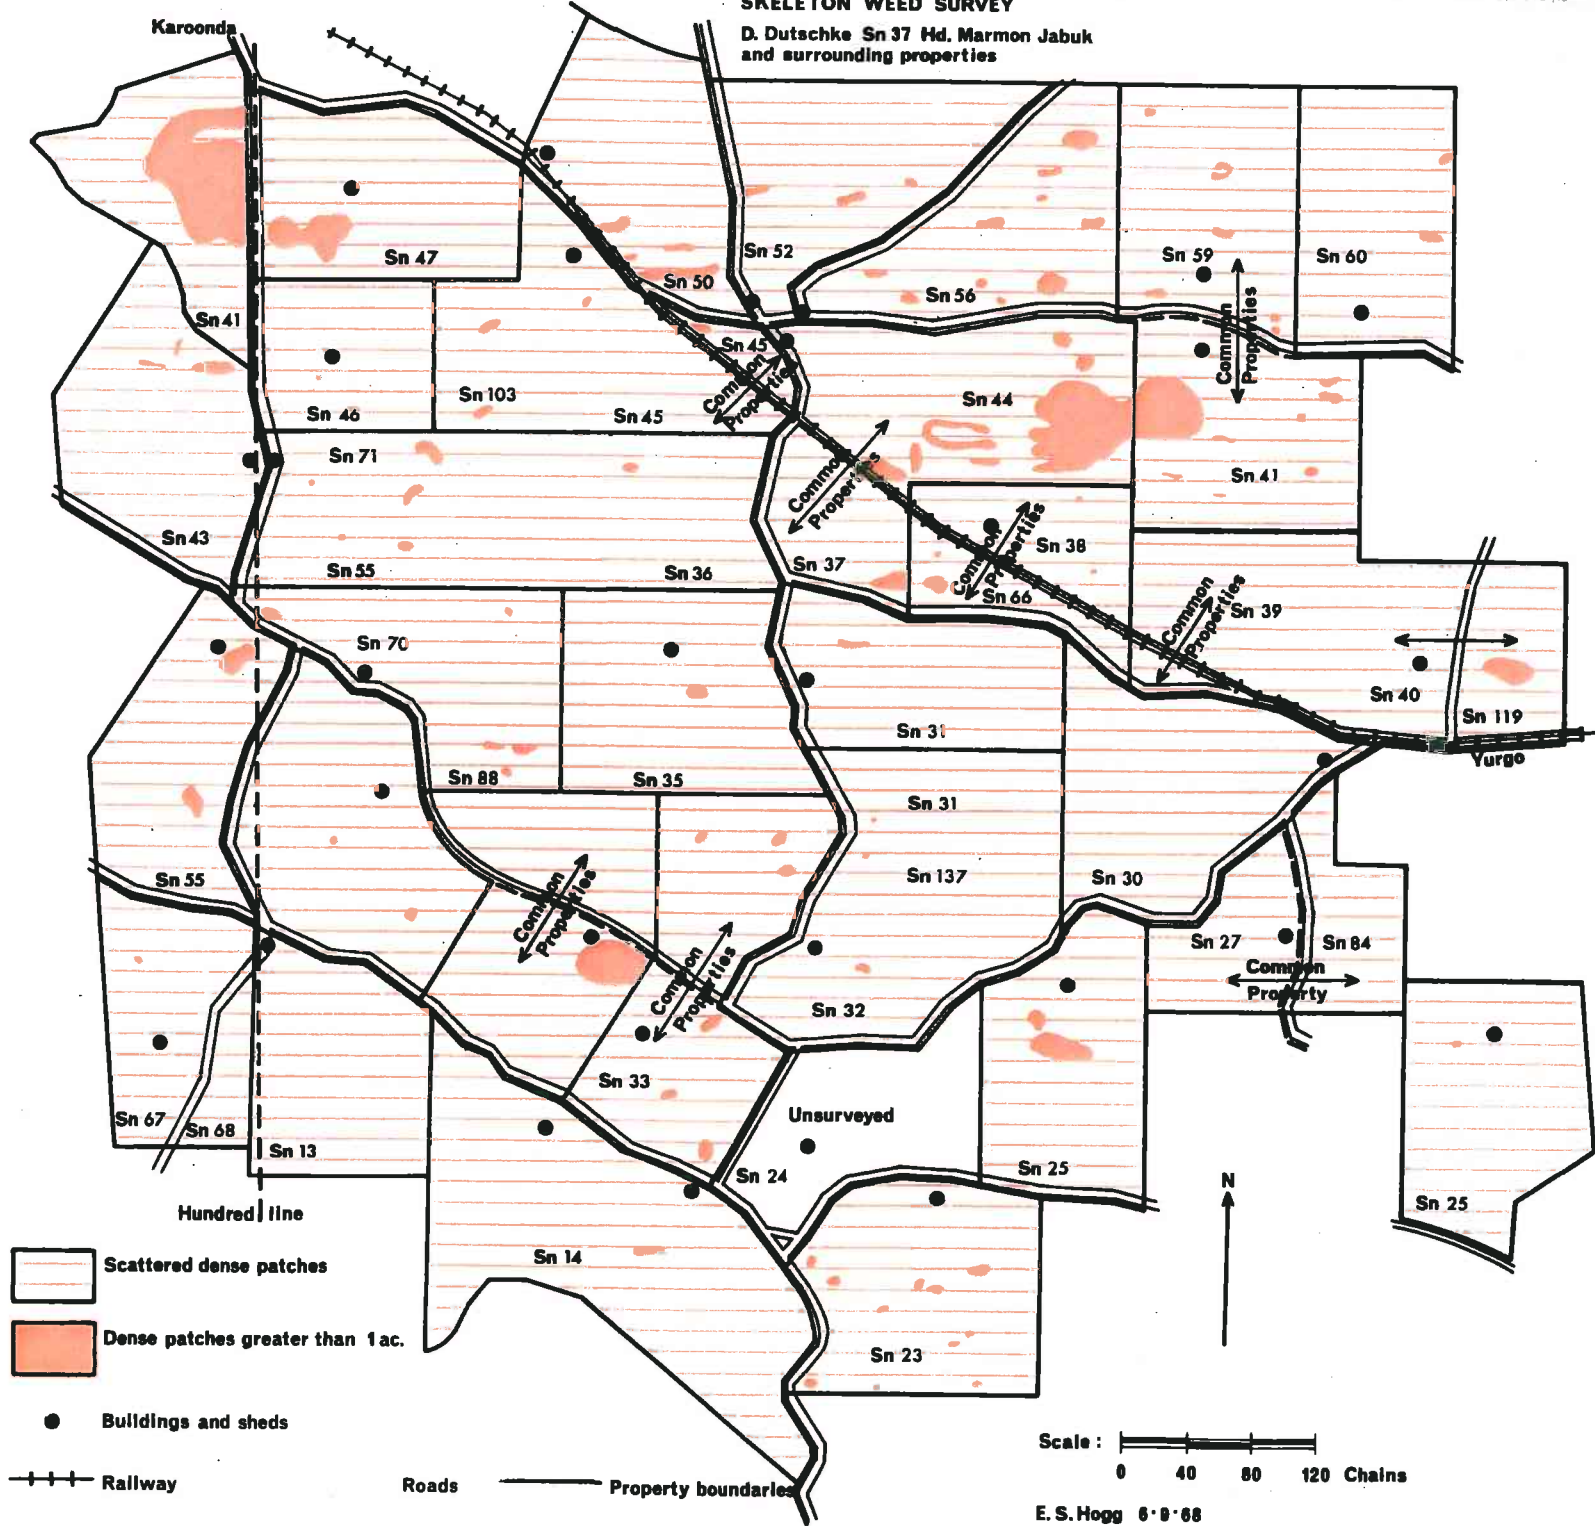 SKELETON WEED SURVEY
D. Dutschke Sn 37 Hd. Marmon Jabuk
and surrounding properties
Karoonda
Sn 52
Sn 47
Sn 59
Sn 60
Sn 50
Sn 56
Sn 41
Common
Properties
Sn 45
Common
Properties
Sn 103
Sn 44
Sn 46
Sn 45
Sn 71
Common
Properties
Sn 41
Sn 43
Common
Properties
Sn 38
Sn 55
Sn 36
Sn 37
Sn 66
Common
Properties
Sn 39
Sn 70
Sn 40
Sn 119
Sn 31
Yurgo
Sn 88
Sn 35
Sn 31
Sn 55
Sn 137
Sn 30
Common
Properties
Sn 27
Sn 84
Common
Property
Common
Properties
Sn 32
Sn 33
Sn 67
Sn 68
Unsurveyed
Sn 13
Sn 24
Sn 25
N
Sn 25
Hundred line
Sn 14
Scattered dense patches
Dense patches greater than 1 ac.
Sn 23
Buildings and sheds
Scale :
0 40 80 120 Chains
Railway
Roads
Property boundaries
E. S. Hogg 6·9·68